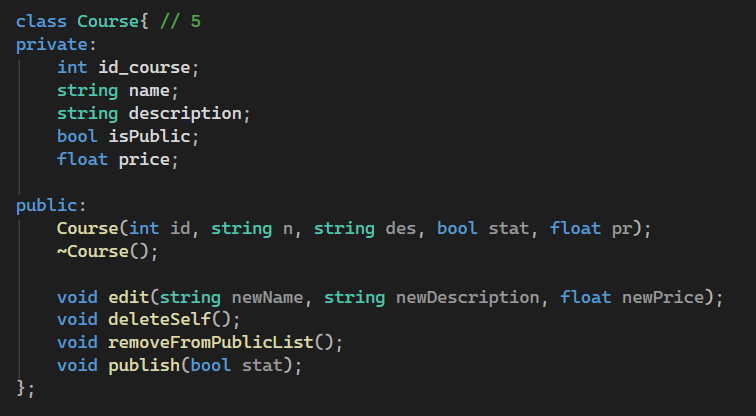 class Course{ // 5
private:
    int id_course;
    string name;
    string description;
    bool isPublic;
    float price;

public:
    Course(int id, string n, string des, bool stat, float pr);
    ~Course();

    void edit(string newName, string newDescription, float newPrice);
    void deleteSelf();
    void removeFromPublicList();
    void publish(bool stat);
};